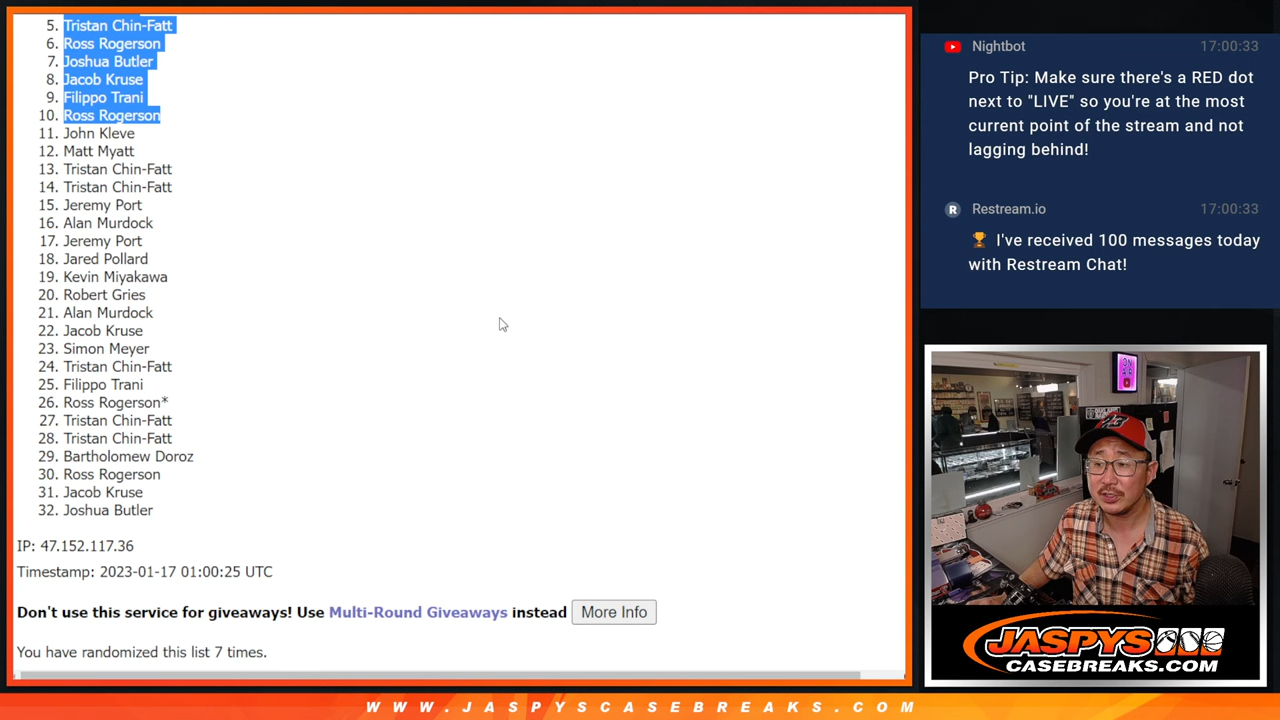 5. Tristan Chin-Fatt
6. Ross Rogerson
7. Joshua Butler
8. Jacob Kruse
9. Filippo Trani
10. Ross Rogerson
11. John Kleve
12. Matt Myatt
13. Tristan Chin-Fatt
14. Tristan Chin-Fatt
15. Jeremy Port
16. Alan Murdock
17. Jeremy Port
18. Jared Pollard
19. Kevin Miyakawa
20. Robert Gries
21. Alan Murdock
22. Jacob Kruse
23. Simon Meyer
24. Tristan Chin-Fatt
25. Filippo Trani
26. Ross Rogerson*
27. Tristan Chin-Fatt
28. Tristan Chin-Fatt
29. Bartholomew Doroz
30. Ross Rogerson
31. Jacob Kruse
32. Joshua Butler
IP: 47.152.117.36
Timestamp: 2023-01-17 01:00:25 UTC
Don't use this service for giveaways! Use Multi-Round Giveaways instead More Info
You have randomized this list 7 times.
Nightbot 17:00:33
Pro Tip: Make sure there's a RED dot
next to "LIVE" so you're at the most
current point of the stream and not
lagging behind!
R Restream.io 17:00:33
🏆 I've received 100 messages today
with Restream Chat!
ON
AIR
JASPYS
CASEBREAKS.COM
WWW.JASPYSCASEBREAKS.COM